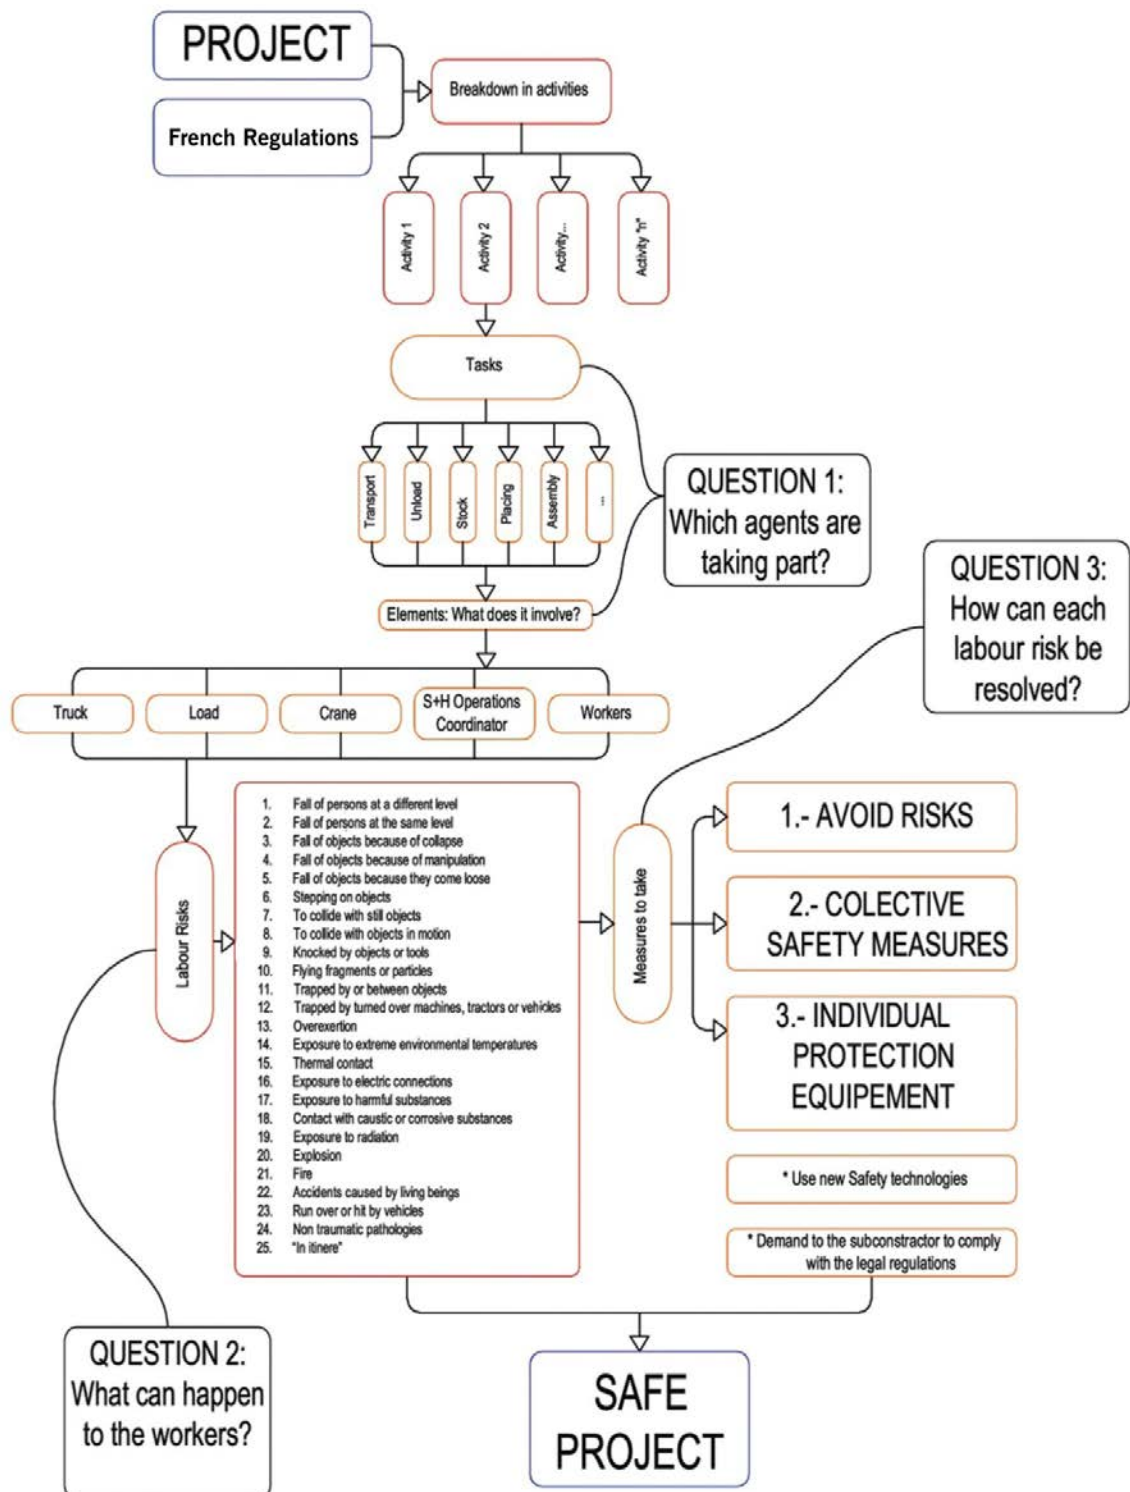 PROJECT
French Regulations
Breakdown in activities
Activity 1
Activity 2
Activity...
Activity "n"
Tasks
Transport
Unload
Stock
Placing
Assembly
...
QUESTION 1:
Which agents are
taking part?
Elements: What does it involve?
QUESTION 3:
How can each
labour risk be
resolved?
Truck
Load
Crane
S+H Operations
Coordinator
Workers
Labour Risks
1. Fall of persons at a different level
2. Fall of persons at the same level
3. Fall of objects because of collapse
4. Fall of objects because of manipulation
5. Fall of objects because they come loose
6. Stepping on objects
7. To collide with still objects
8. To collide with objects in motion
9. Knocked by objects or tools
10. Flying fragments or particles
11. Trapped by or between objects
12. Trapped by turned over machines, tractors or vehicles
13. Overexertion
14. Exposure to extreme environmental temperatures
15. Thermal contact
16. Exposure to electric connections
17. Exposure to harmful substances
18. Contact with caustic or corrosive substances
19. Exposure to radiation
20. Explosion
21. Fire
22. Accidents caused by living beings
23. Run over or hit by vehicles
24. Non traumatic pathologies
25. "In itinere"
Measures to take
1.- AVOID RISKS
2.- COLECTIVE
SAFETY MEASURES
3.- INDIVIDUAL
PROTECTION
EQUIPEMENT
* Use new Safety technologies
* Demand to the subconstractor to comply
with the legal regulations
QUESTION 2:
What can happen
to the workers?
SAFE
PROJECT